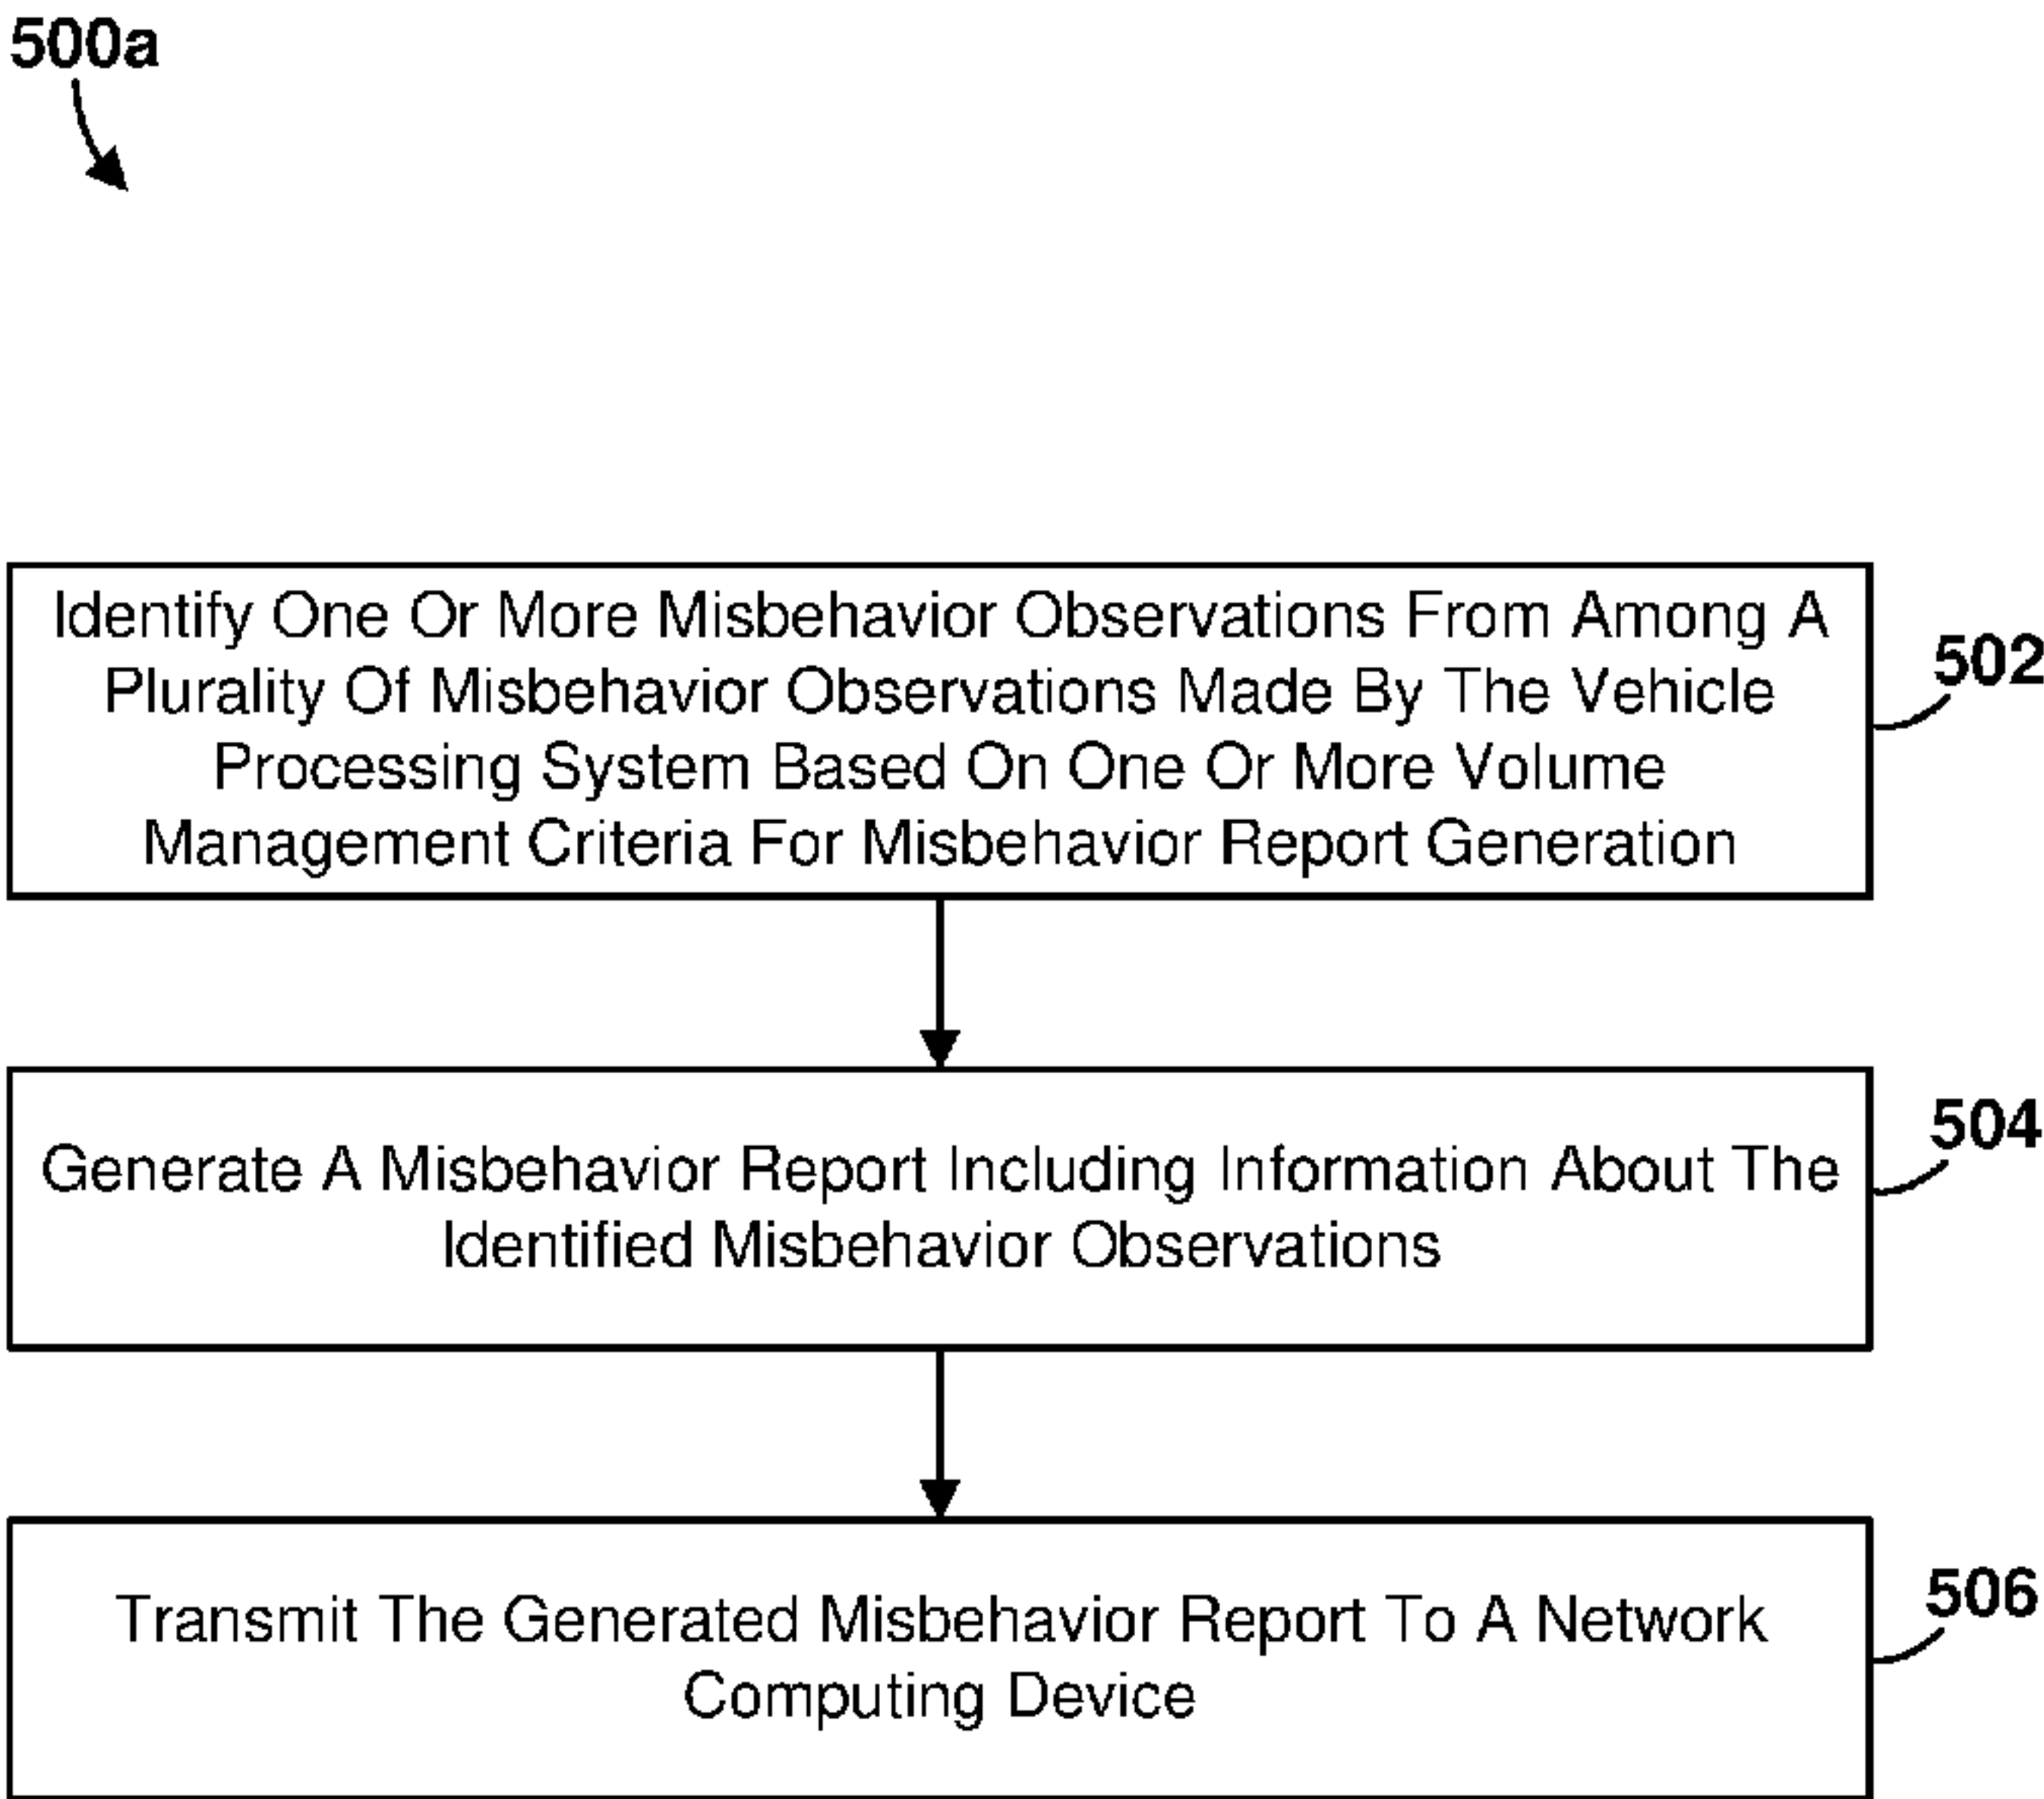 500a
Identify One Or More Misbehavior Observations From Among A
Plurality Of Misbehavior Observations Made By The Vehicle
Processing System Based On One Or More Volume
Management Criteria For Misbehavior Report Generation
502
Generate A Misbehavior Report Including Information About The
Identified Misbehavior Observations
504
Transmit The Generated Misbehavior Report To A Network
Computing Device
506